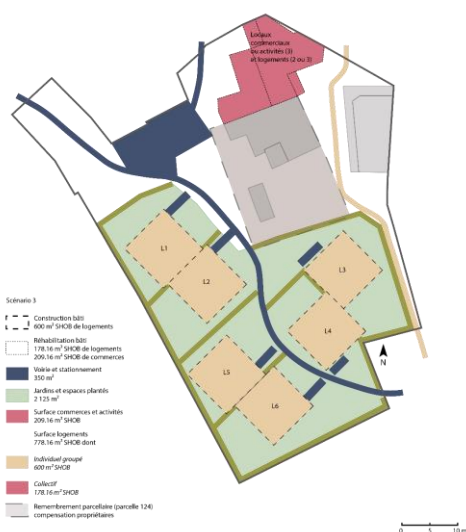 Locaux
commerciaux
ou activités (3)
et logements (2 ou 3)
L1
L2
L3
L4
L5
L6
N
Scénario 3
Construction bâti
600 m² SHOB de logements
Réhabilitation bâti
178.16 m² SHOB de logements
209.16 m² SHOB de commerces
Voirie et stationnement
350 m²
Jardins et espaces plantés
2 125 m²
Surface commerces et activités
209.16 m² SHOB
Surface logements
778.16 m² SHOB dont
Individuel groupé
600 m² SHOB
Collectif
178.16 m² SHOB
Remembrement parcellaire (parcelle 124)
compensation propriétaires
0 5 10 m